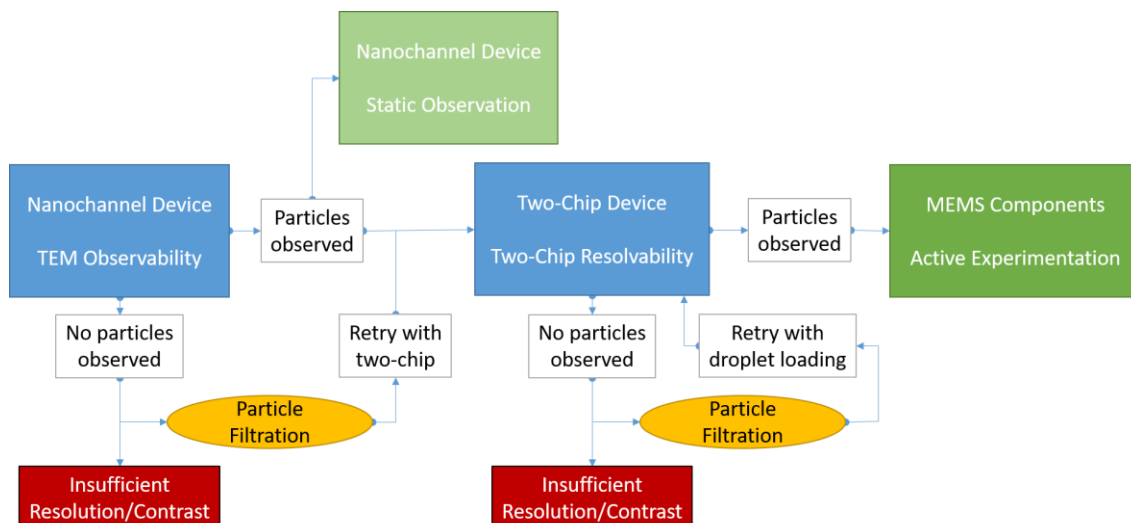 Nanochannel Device
Static Observation
Nanochannel Device
TEM Observability
Particles
observed
Two-Chip Device
Two-Chip Resolvability
Particles
observed
MEMS Components
Active Experimentation
No particles
observed
Retry with
two-chip
No particles
observed
Retry with
droplet loading
Particle
Filtration
Particle
Filtration
Insufficient
Resolution/Contrast
Insufficient
Resolution/Contrast